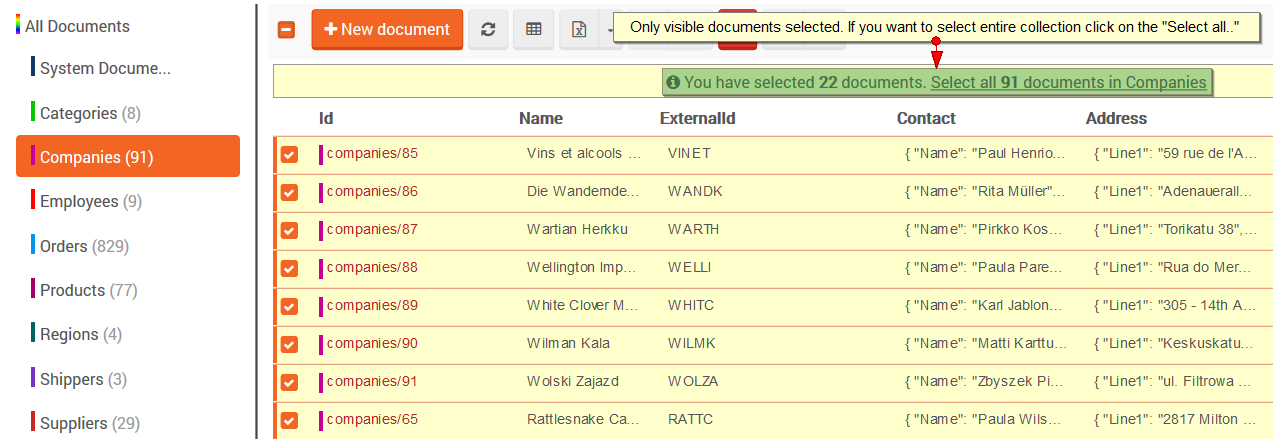 All Documents
System Docume...
Categories (8)
Companies (91)
Employees (9)
Orders (829)
Products (77)
Regions (4)
Shippers (3)
Suppliers (29)
New document
Only visible documents selected. If you want to select entire collection click on the "Select all.."
You have selected 22 documents. Select all 91 documents in Companies
Id Name ExternalId Contact Address
companies/85 Vins et alcools ... VINET { "Name": "Paul Henrio... { "Line1": "59 rue de l'A...
companies/86 Die Wandernde... WANDK { "Name": "Rita Müller"... { "Line1": "Adenauerall...
companies/87 Wartian Herkku WARTH { "Name": "Pirkko Kos... { "Line1": "Torikatu 38",...
companies/88 Wellington Imp... WELLI { "Name": "Paula Pare... { "Line1": "Rua do Mer...
companies/89 White Clover M... WHITC { "Name": "Karl Jablon... { "Line1": "305 - 14th A...
companies/90 Wilman Kala WILMK { "Name": "Matti Karttu... { "Line1": "Keskuskatu...
companies/91 Wolski Zajazd WOLZA { "Name": "Zbyszek Pi... { "Line1": "ul. Filtrowa ...
companies/65 Rattlesnake Ca... RATTC { "Name": "Paula Wils... { "Line1": "2817 Milton ...